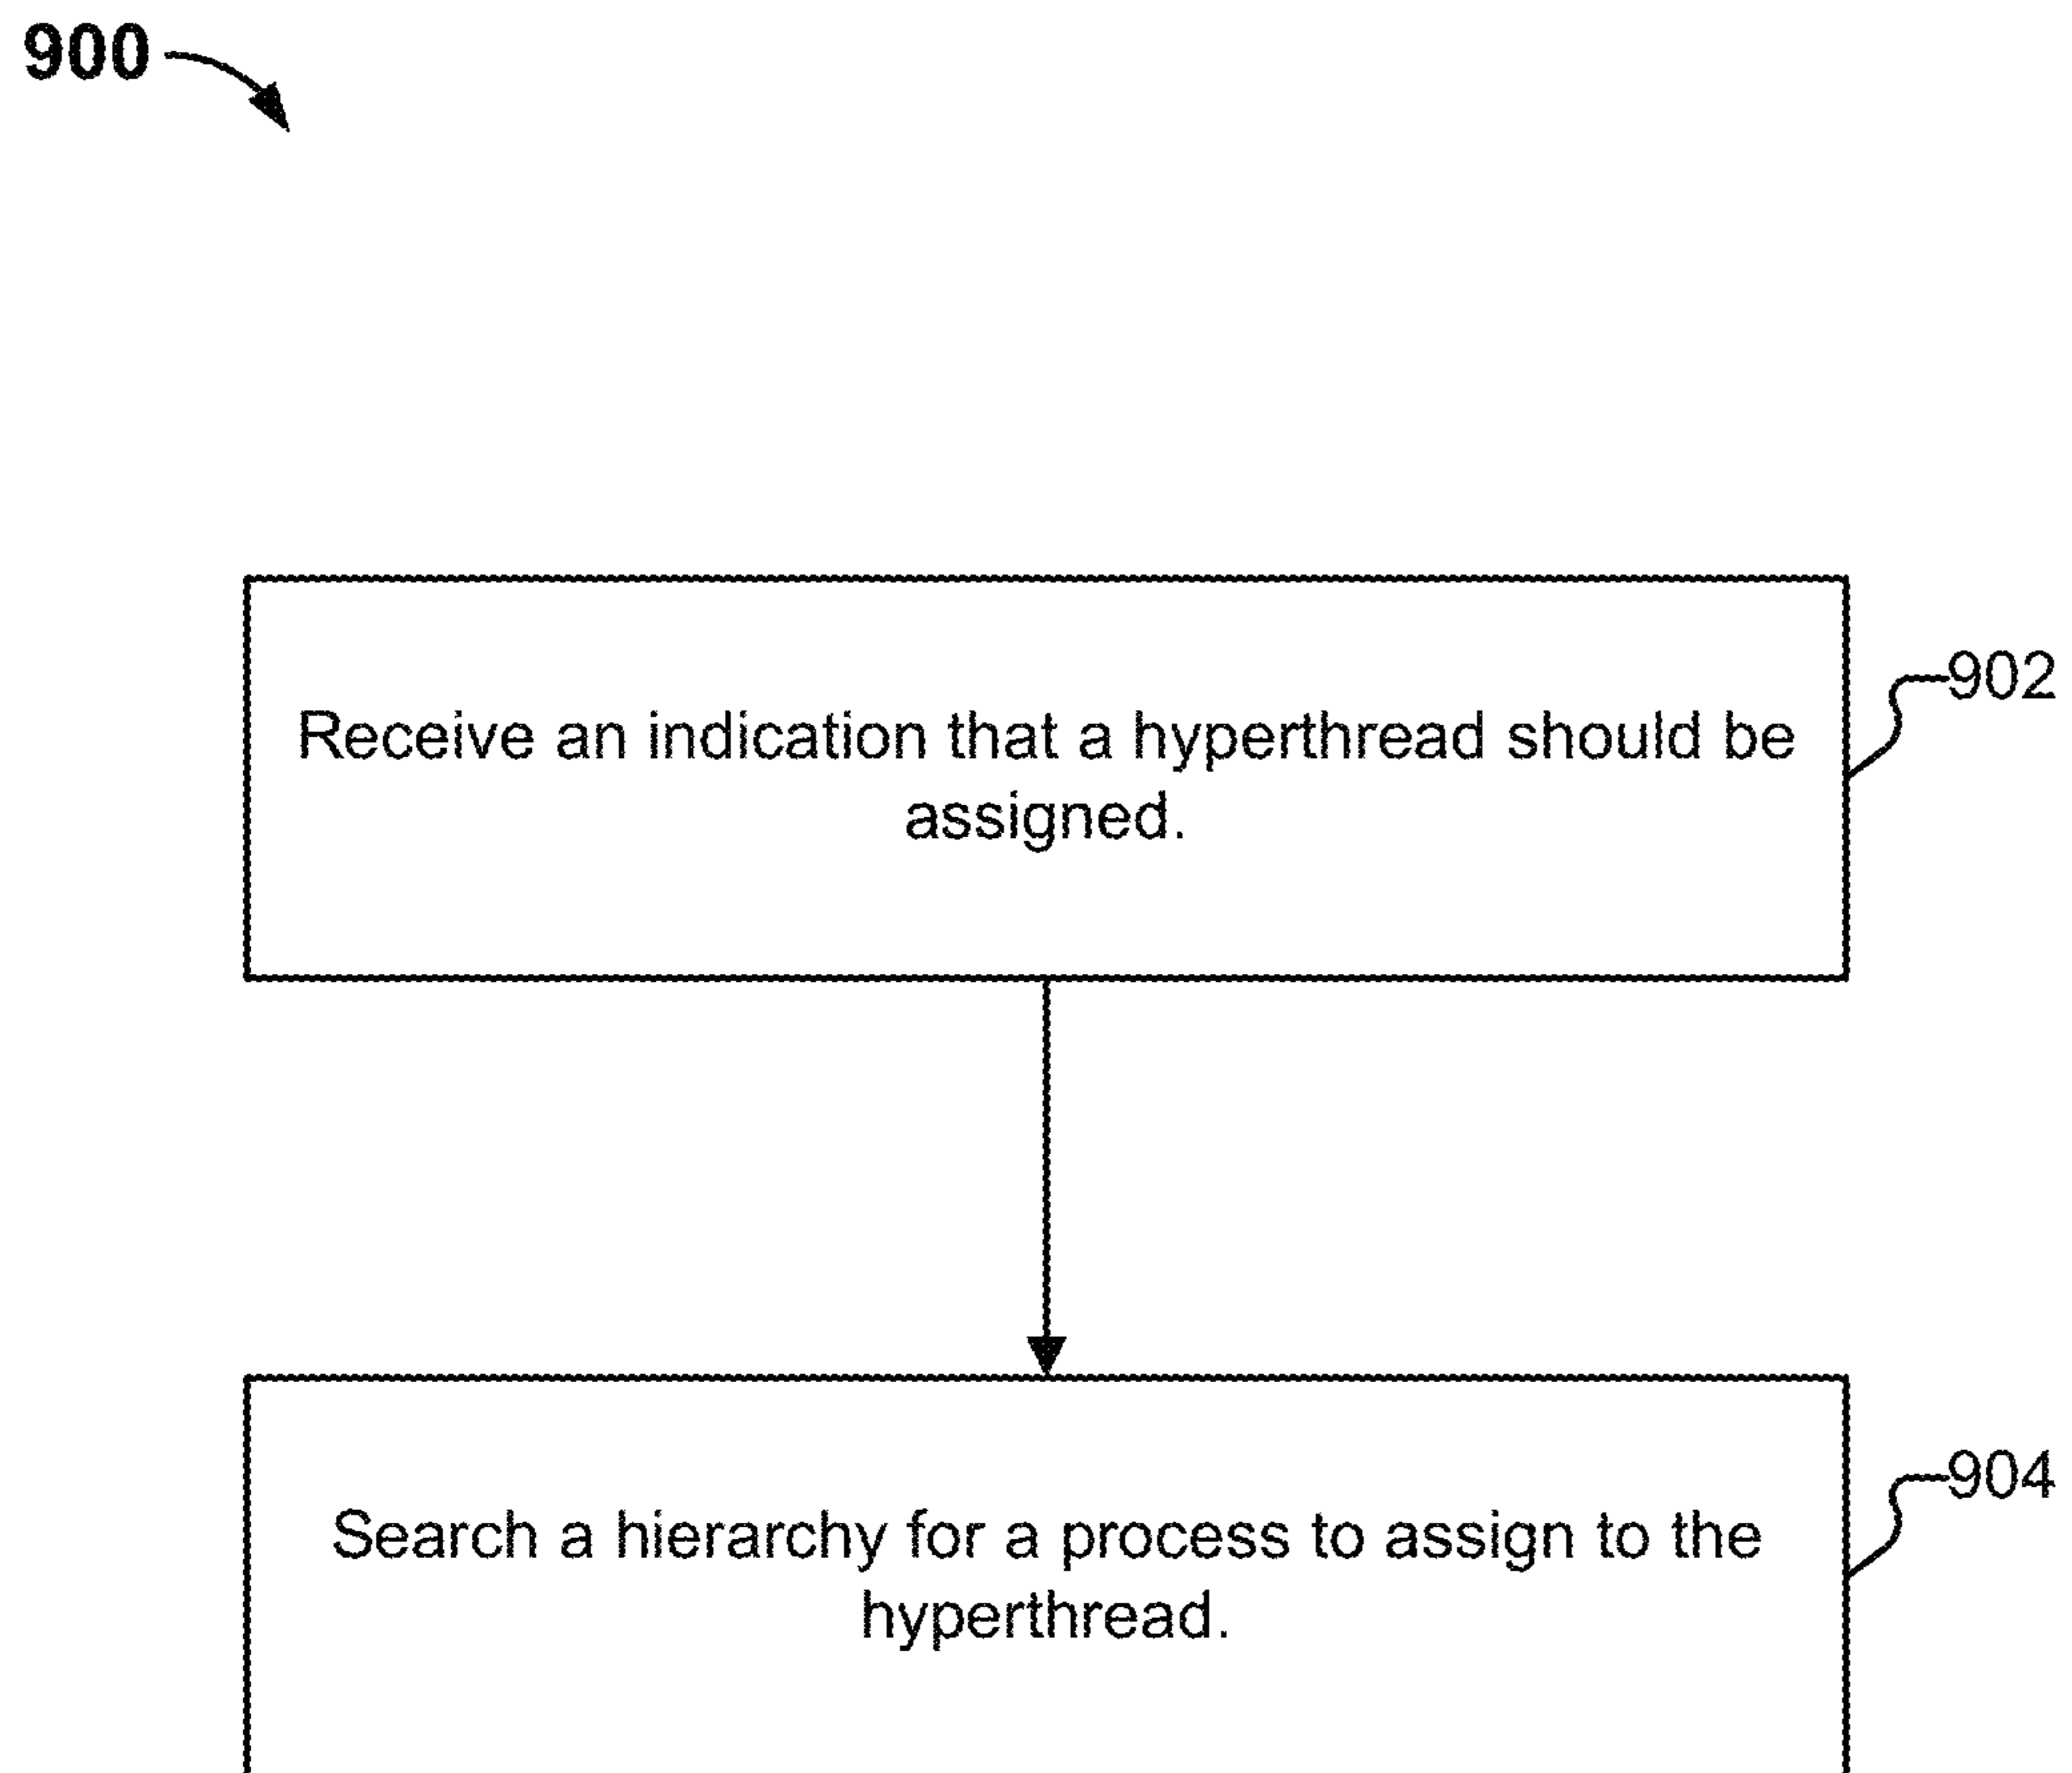 900
Receive an indication that a hyperthread should be
assigned.
902
Search a hierarchy for a process to assign to the
hyperthread.
904